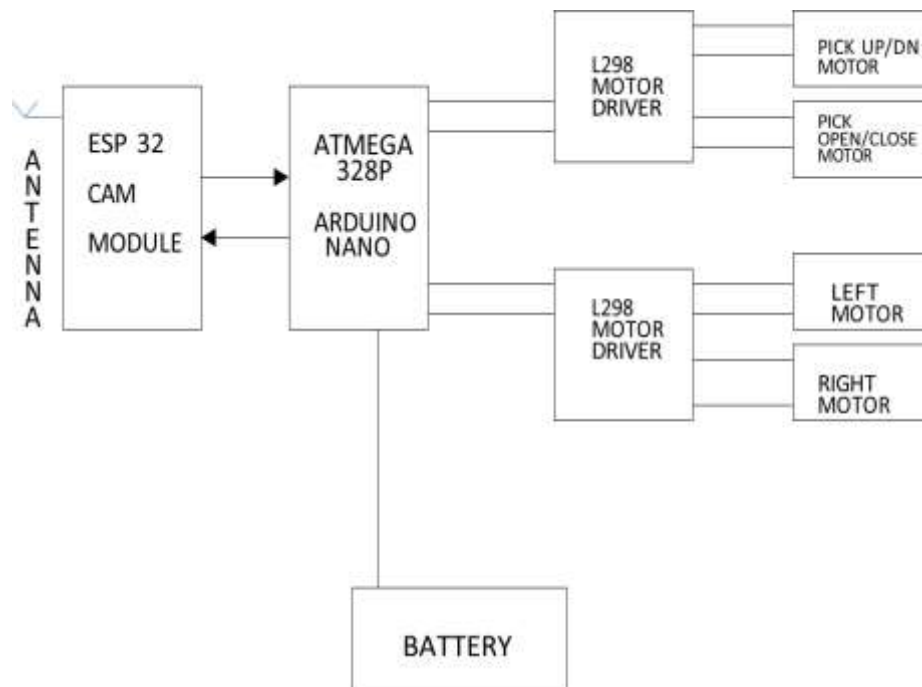 ANTENNA
ESP 32
CAM
MODULE
ATMEGA
328P
ARDUINO
NANO
L298
MOTOR
DRIVER
PICK UP/DN
MOTOR
PICK
OPEN/CLOSE
MOTOR
L298
MOTOR
DRIVER
LEFT
MOTOR
RIGHT
MOTOR
BATTERY